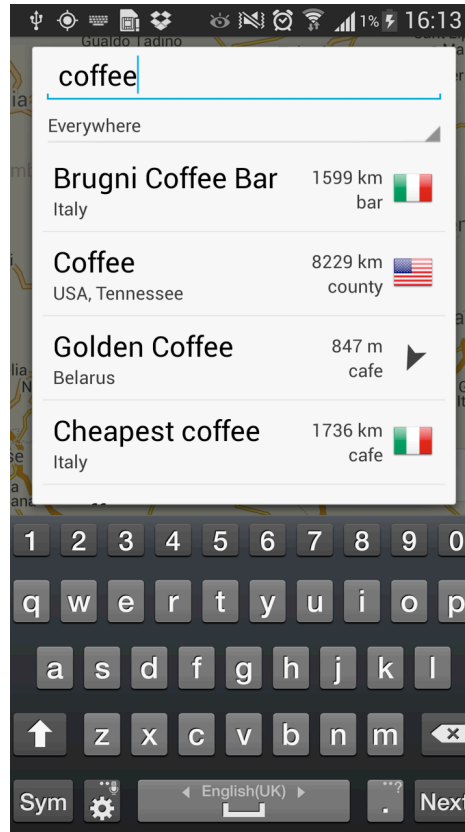 1% 16:13
Gualdo Tadino
coffee
Everywhere
Brugni Coffee Bar 1599 km
Italy bar
Coffee 8229 km
USA, Tennessee county
Golden Coffee 847 m
Belarus cafe
Cheapest coffee 1736 km
Italy cafe
1 2 3 4 5 6 7 8 9 0
q w e r t y u i o p
a s d f g h j k l
z x c v b n m
Sym English(UK) . ...? Next